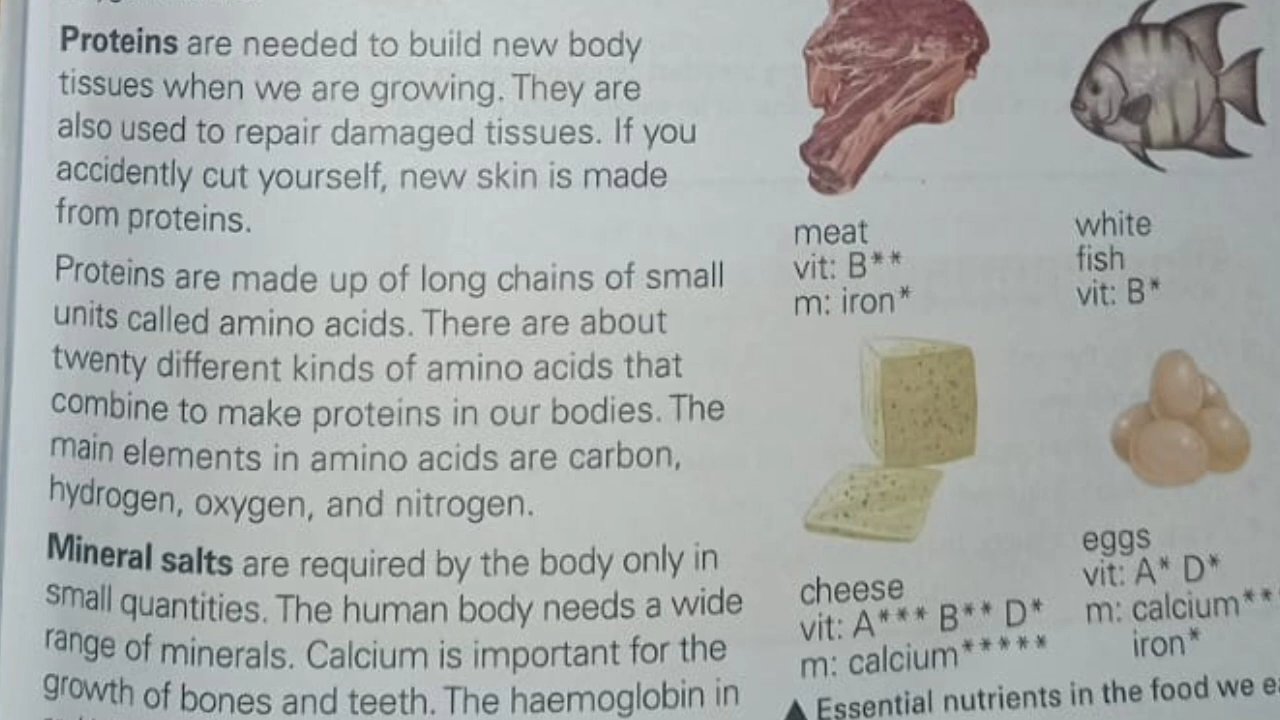 Proteins are needed to build new body
tissues when we are growing. They are
also used to repair damaged tissues. If you
accidently cut yourself, new skin is made
from proteins.
Proteins are made up of long chains of small
units called amino acids. There are about
twenty different kinds of amino acids that
combine to make proteins in our bodies. The
main elements in amino acids are carbon,
hydrogen, oxygen, and nitrogen.
Mineral salts are required by the body only in
small quantities. The human body needs a wide
range of minerals. Calcium is important for the
growth of bones and teeth. The haemoglobin in
meat
vit: B**
m: iron*
white
fish
vit: B*
cheese
vit: A*** B** D*
m: calcium*****
eggs
vit: A* D*
m: calcium**
iron*
▲ Essential nutrients in the food we